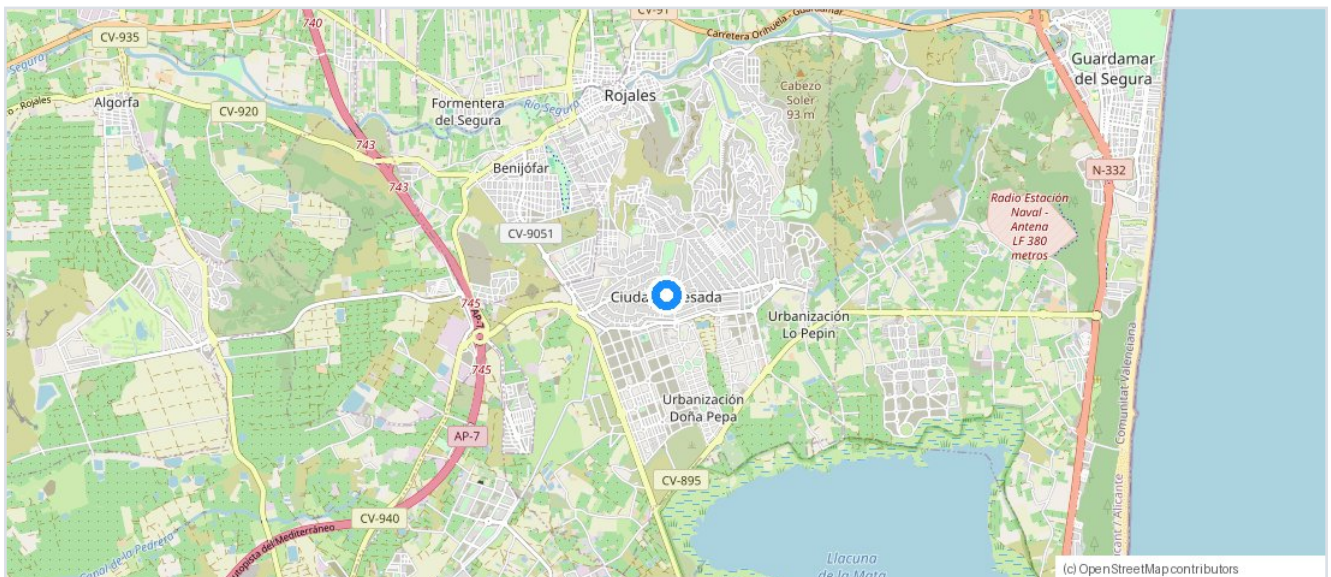 CV-91
740
Carretera Orihuela - Guardamar
CV-935
Guardamar
del Segura
Segura
Algorfa
- Rojales
Formentera
del Segura
Rojales
Cabezo
Soler
93 m
CV-920
Río Segura
743
Benijófar
N-332
743
Radio Estación
Naval -
Antena
LF 380
metros
CV-9051
745
AP-7
Urbanización
Lo Pepin
745
Urbanización
Doña Pepa
AP-7
CV-895
CV-940
Autopista del Mediterráneo
Canal de la Pedrera
Comunitat Valenciana
Alacant / Alicante
Llacuna
de la Mata
(c) OpenStreetMap contributors